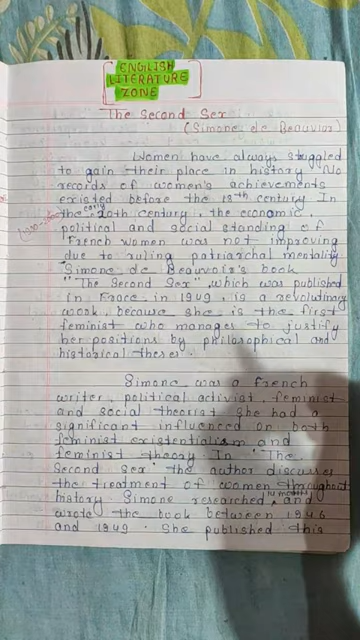 ENGLISH
LITERATURE
ZONE
The Second Sex
(Simone de Beauvior)
Women have always struggled
to gain their place in history. No
records of women's achievements
existed before the 13th century. In
the early 20th century, the economic,
political and social standing of
French women was not improving
due to ruling patriarchal mentality.
Simone de Beauvoir's book
"The Second Sex", which was published
in France in 1949, is a revolutionary
work, because she is the first
feminist who manages to justify
her positions by philosophical and
historical theses.
Simone was a French
writer, political activist, feminist
and social theorist. She had a
significant influenced on both
feminist existentialism and
feminist theory. In "The
Second Sex" the author discusses
the treatment of women throughout
history. Simone researched, and
wrote the book between 1946
and 1949. She published this